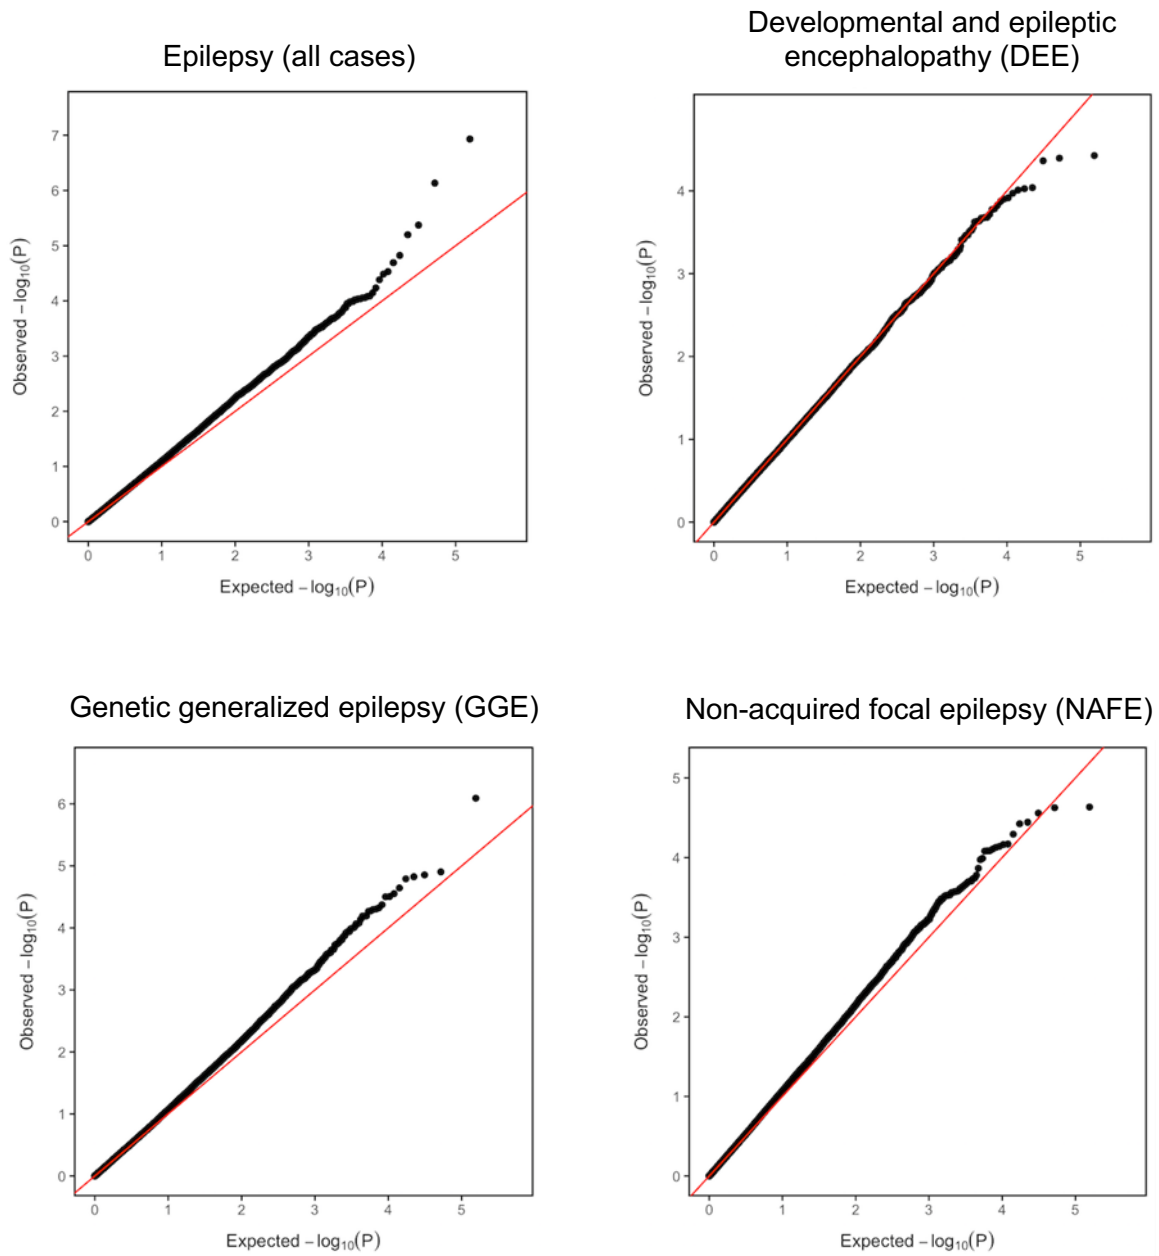 Epilepsy (all cases)
7
6
5
4
3
2
1
0
Observed −log₁₀(P)
0 1 2 3 4 5
Expected −log₁₀(P)
Developmental and epileptic
encephalopathy (DEE)
4
3
2
1
0
Observed −log₁₀(P)
0 1 2 3 4 5
Expected −log₁₀(P)
Genetic generalized epilepsy (GGE)
6
5
4
3
2
1
0
Observed −log₁₀(P)
0 1 2 3 4 5
Expected −log₁₀(P)
Non-acquired focal epilepsy (NAFE)
5
4
3
2
1
0
Observed −log₁₀(P)
0 1 2 3 4 5
Expected −log₁₀(P)